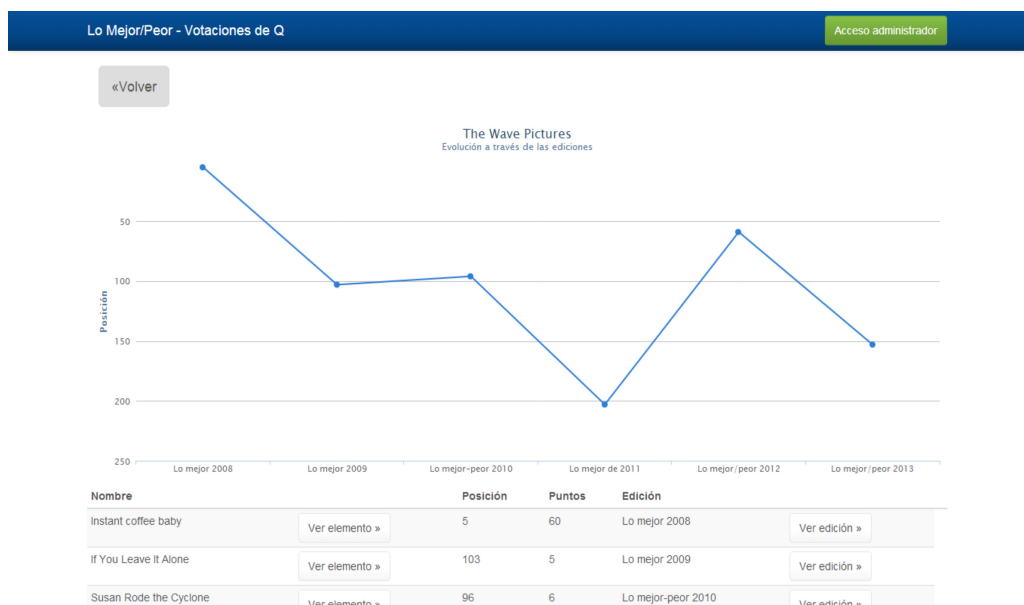 Lo Mejor/Peor - Votaciones de Q
Acceso administrador
«Volver
The Wave Pictures
Evolución a través de las ediciones
Posición
50
100
150
200
250
Lo mejor 2008 Lo mejor 2009 Lo mejor-peor 2010 Lo mejor de 2011 Lo mejor/peor 2012 Lo mejor/peor 2013
Nombre Posición Puntos Edición
Instant coffee baby Ver elemento » 5 60 Lo mejor 2008 Ver edición »
If You Leave It Alone Ver elemento » 103 5 Lo mejor 2009 Ver edición »
Susan Rode the Cyclone Ver elemento » 96 6 Lo mejor-peor 2010 Ver edición »